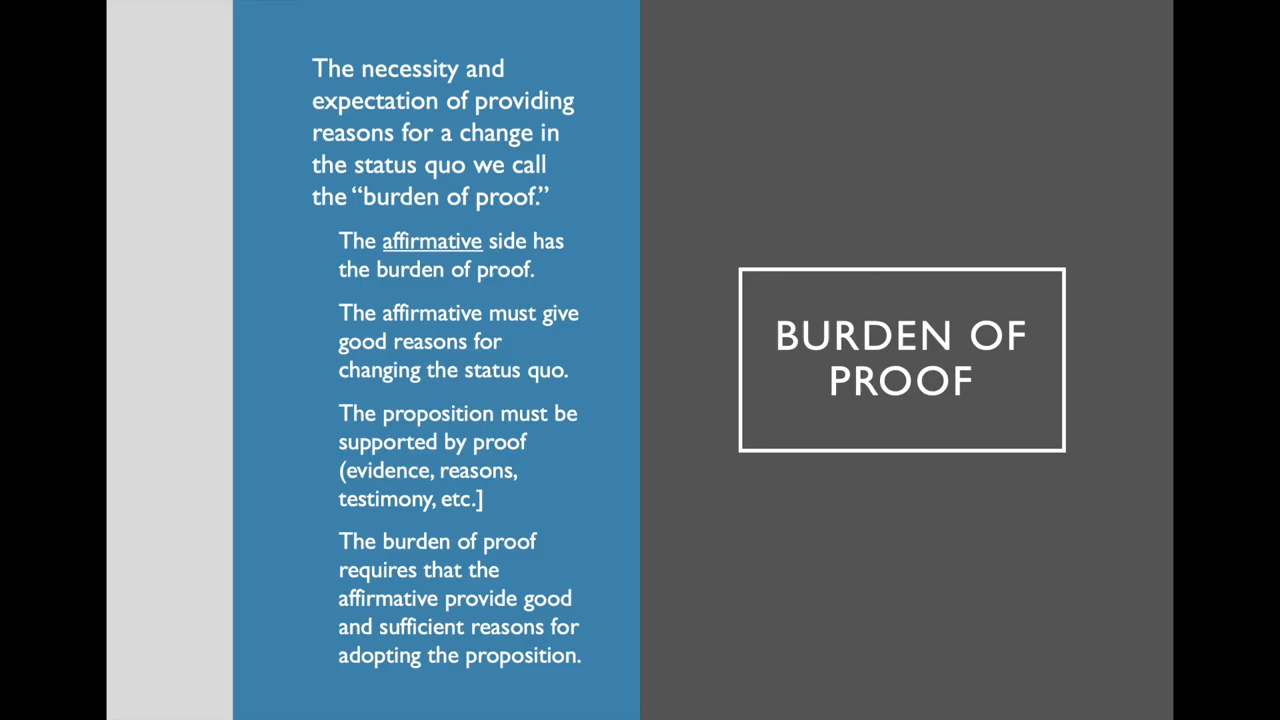 The necessity and
expectation of providing
reasons for a change in
the status quo we call
the “burden of proof.”
The affirmative side has
the burden of proof.
The affirmative must give
good reasons for
changing the status quo.
The proposition must be
supported by proof
(evidence, reasons,
testimony, etc.]
The burden of proof
requires that the
affirmative provide good
and sufficient reasons for
adopting the proposition.
BURDEN OF
PROOF